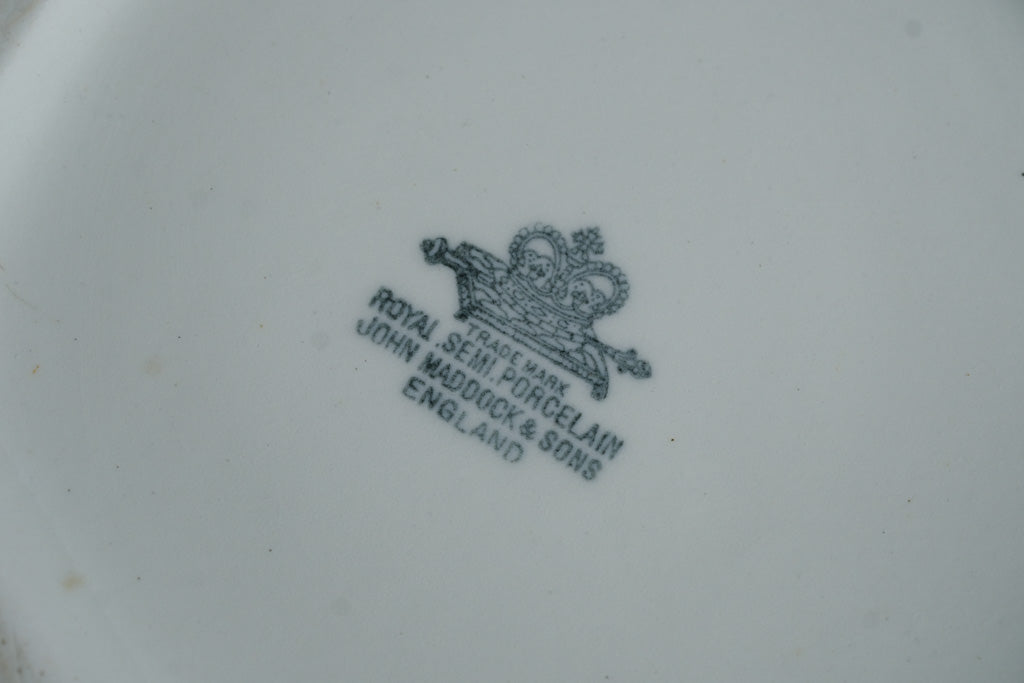 TRADE MARK
ROYAL SEMI. PORCELAIN
JOHN MADDOCK & SONS
ENGLAND